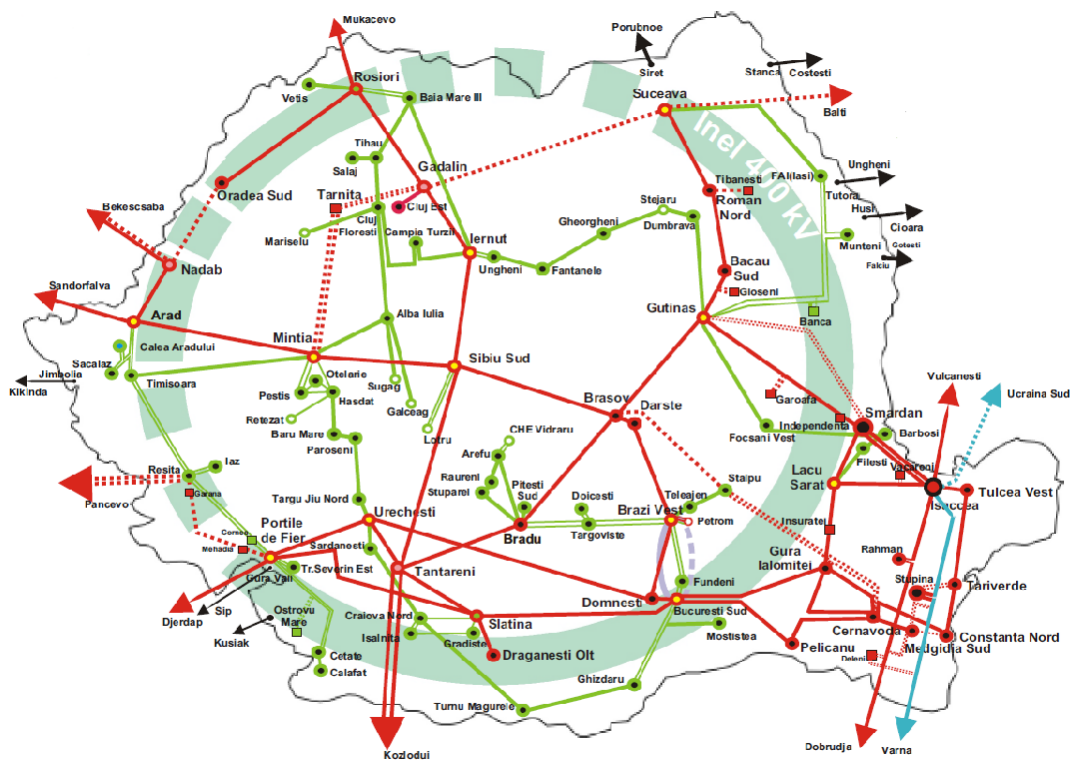 Mukacevo
Porubnoe
Siret
Stanca
Costesti
Rosiori
Vetis
Baia Mare III
Suceava
Balti
Inel 400 kV
Tihau
Salaj
Gadalin
Oradea Sud
Tarnita
Cluj Est
Cluj
Floresti
Mariselu
Campia Turzii
Iernut
Ungheni
Fantanele
Gheorgheni
Stejaru
Dumbrava
Tibanesti
Roman
Nord
FAI(Iasi)
Ungheni
Tutora
Husi
Cioara
Munteni
Gotesti
Falciu
Bekescsaba
Nadab
Bacau
Sud
Gioseni
Sandorfalva
Arad
Gutinas
Banca
Calea Aradului
Sacalaz
Jimbolia
Kikinda
Timisoara
Mintia
Alba Iulia
Sibiu Sud
Otelarie
Pestis
Hasdat
Retezat
Sugag
Galceag
Baru Mare
Paroseni
Lotru
Brasov
Darste
Garoafa
Vulcanesti
Ucraina Sud
Focsani Vest
Independenta
Smardan
Barbosi
Filesti
CHE Vidraru
Arefu
Raureni
Stuparei
Pitesti
Sud
Doicesti
Targoviste
Bradu
Resita
Iaz
Pancevo
Garana
Targu Jiu Nord
Urechesti
Teleajen
Stalpu
Brazi Vest
Petrom
Lacu
Sarat
Vacareni
Isaccea
Tulcea Vest
Insuratei
Portile
de Fier
Mehadia
Gura Vaii
Tr.Severin Est
Sardanesti
Tantareni
Fundeni
Domnesti
Bucuresti Sud
Mostistea
Gura
Ialomitei
Rahman
Stupina
Tariverde
Djerdap
Sip
Kusiak
Ostrovu
Mare
Cetate
Calafat
Craiova Nord
Isalnita
Gradiste
Slatina
Draganesti Olt
Ghizdaru
Turnu Magurele
Pelicanu
Cernavoda
Medgidia Sud
Constanta Nord
Deleni
Kozlodui
Dobrudja
Varna